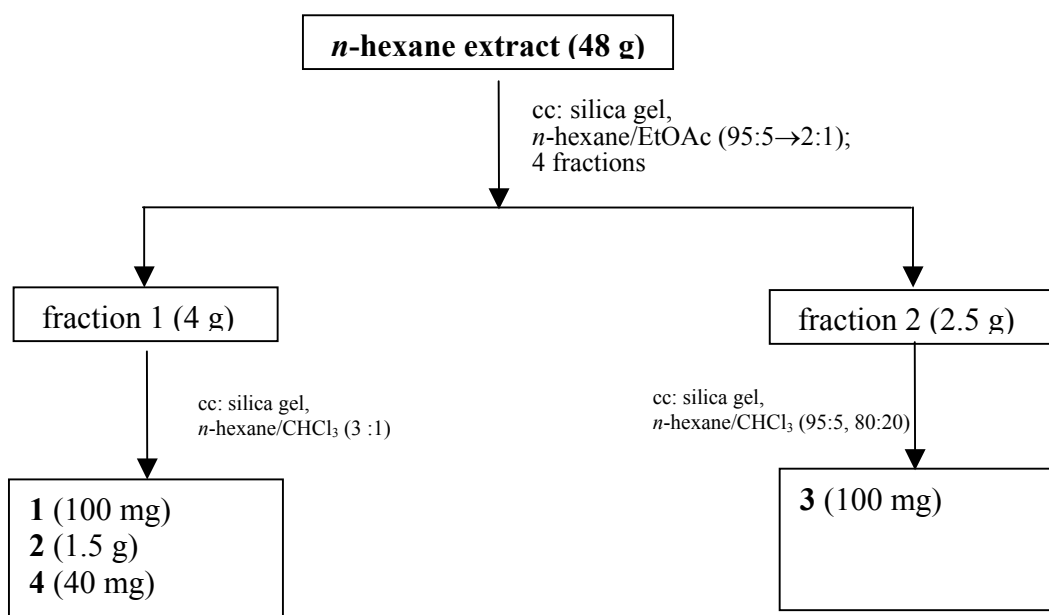 n-hexane extract (48 g)
cc: silica gel,
n-hexane/EtOAc (95:5→2:1);
4 fractions
fraction 1 (4 g)
fraction 2 (2.5 g)
cc: silica gel,
n-hexane/CHCl₃ (3 :1)
cc: silica gel,
n-hexane/CHCl₃ (95:5, 80:20)
1 (100 mg)
2 (1.5 g)
4 (40 mg)
3 (100 mg)